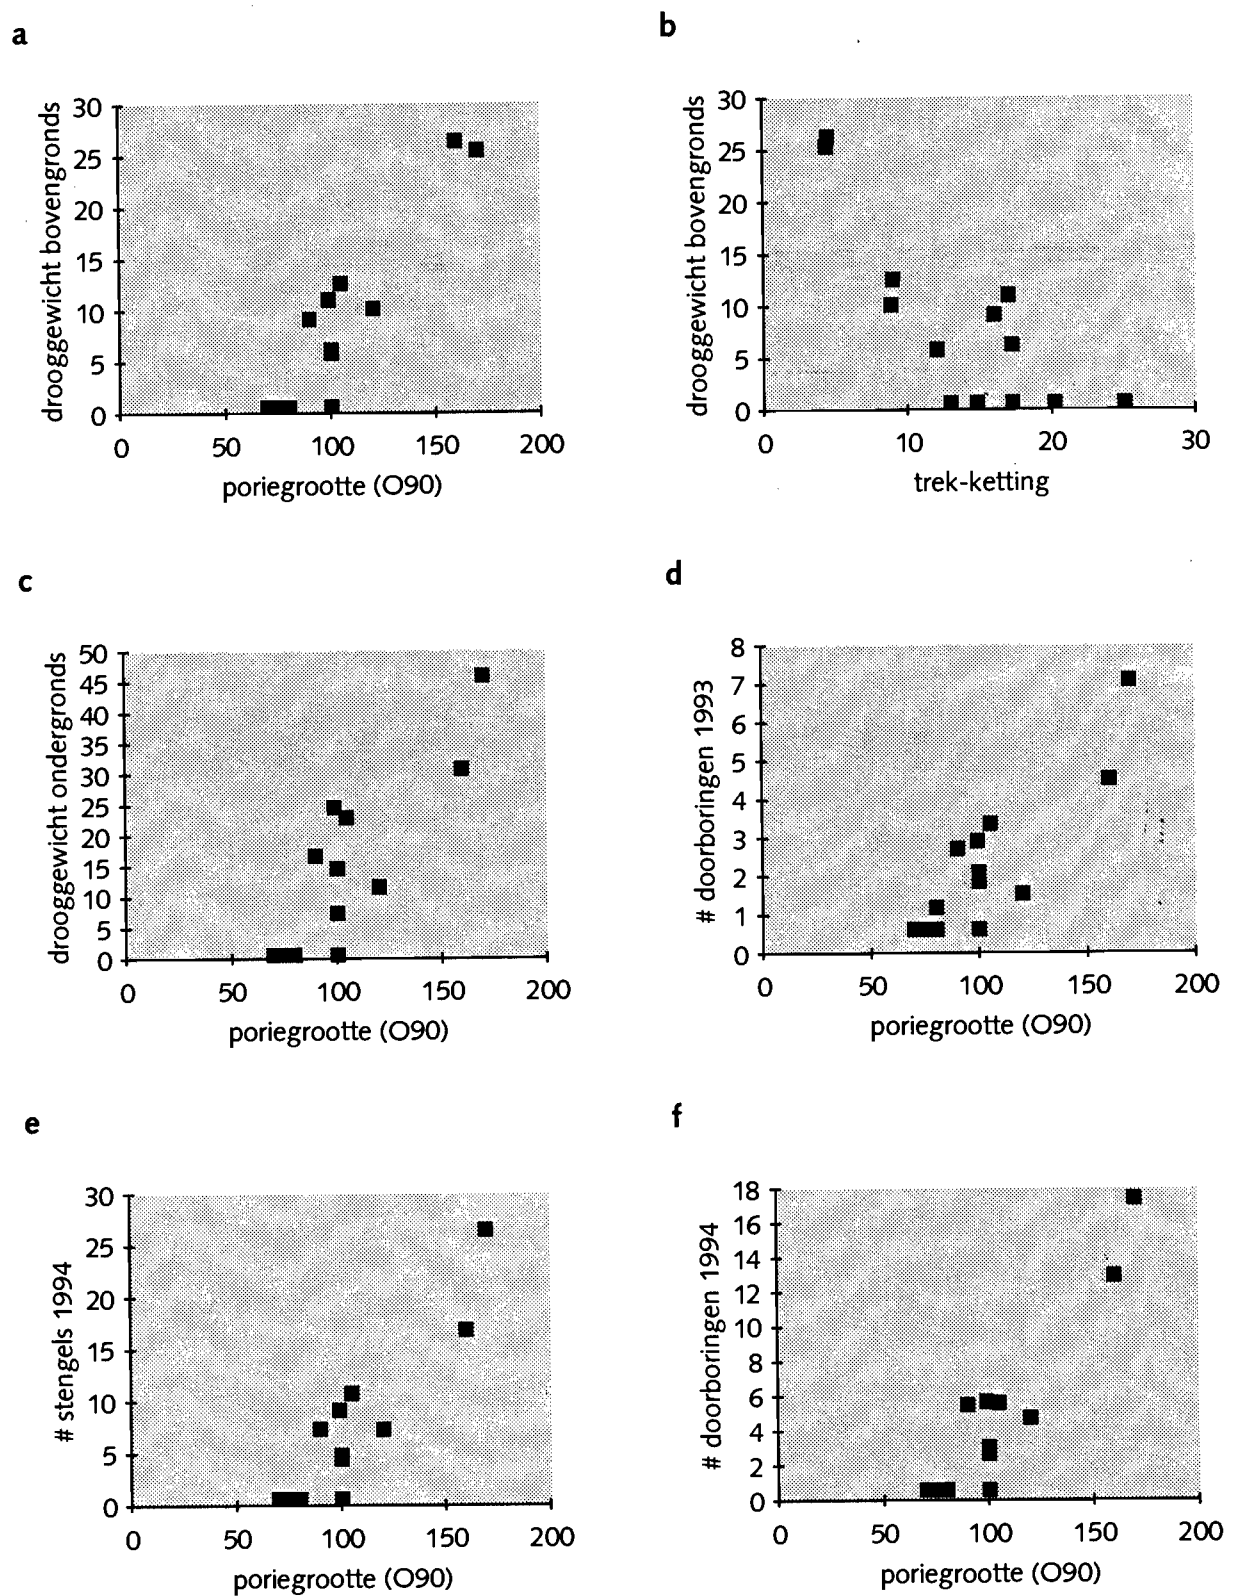 a
drooggewicht bovengronds
30
25
20
15
10
5
0
0 50 100 150 200
poriegrootte (O90)
b
drooggewicht bovengronds
30
25
20
15
10
5
0
0 10 20 30
trek-ketting
c
drooggewicht ondergronds
50
45
40
35
30
25
20
15
10
5
0
0 50 100 150 200
poriegrootte (O90)
d
# doorboringen 1993
8
7
6
5
4
3
2
1
0
0 50 100 150 200
poriegrootte (O90)
e
# stengels 1994
30
25
20
15
10
5
0
0 50 100 150 200
poriegrootte (O90)
f
# doorboringen 1994
18
16
14
12
10
8
6
4
2
0
0 50 100 150 200
poriegrootte (O90)